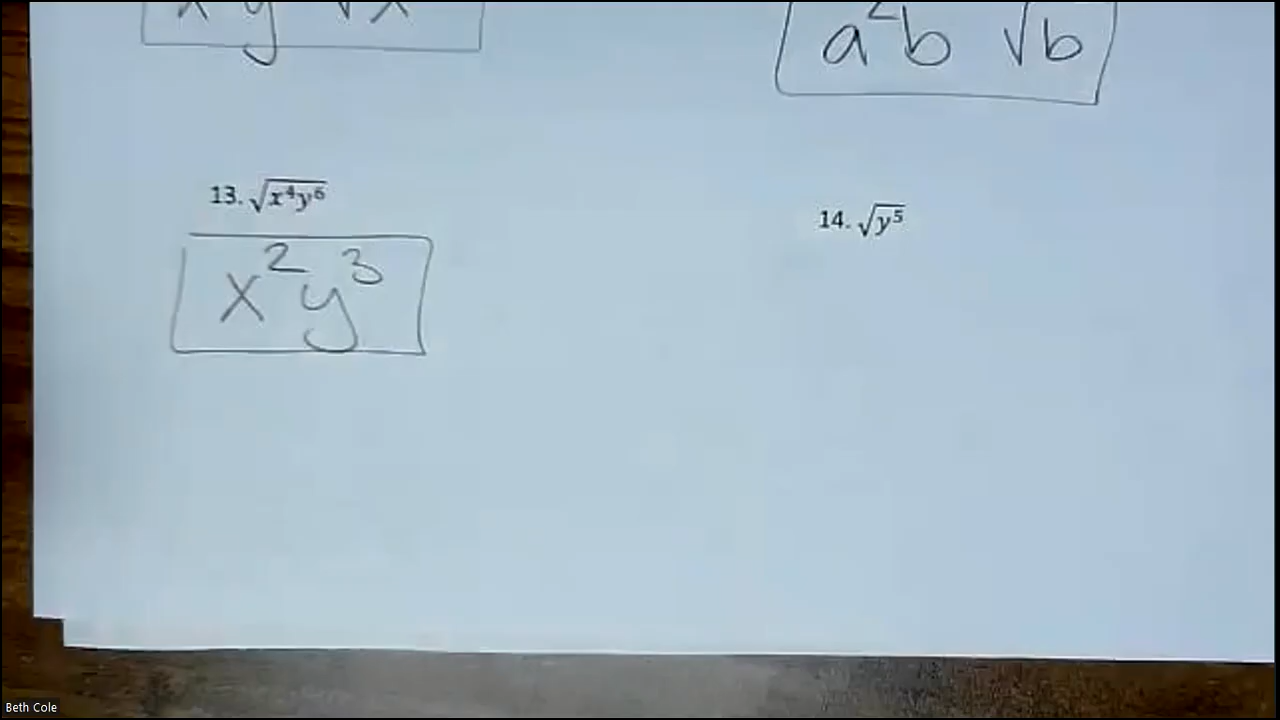 x y √x
a²b √b
13. √x⁴y⁶
x²y³
14. √y⁵
Beth Cole